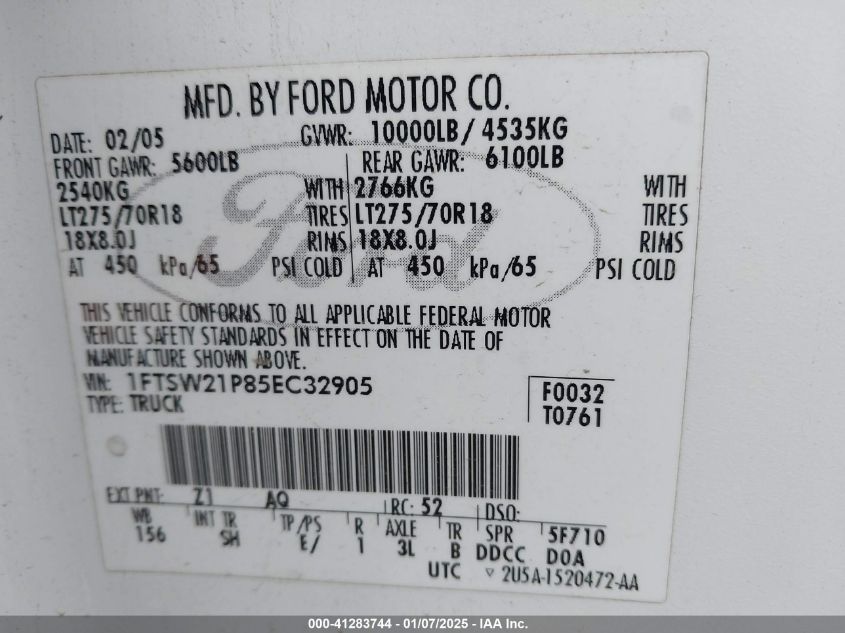 MFD. BY FORD MOTOR CO.
DATE: 02/05 GVWR: 10000LB/ 4535KG
FRONT GAWR: 5600LB REAR GAWR: 6100LB
2540KG WITH 2766KG WITH
LT275/70R18 TIRES LT275/70R18 TIRES
18X8.0J RIMS 18X8.0J RIMS
AT 450 kPa/65 PSI COLD AT 450 kPa/65 PSI COLD
THIS VEHICLE CONFORMS TO ALL APPLICABLE FEDERAL MOTOR
VEHICLE SAFETY STANDARDS IN EFFECT ON THE DATE OF
MANUFACTURE SHOWN ABOVE.
VIN: 1FTSW21P85EC32905
TYPE: TRUCK
F0032
T0761
EXT PNT: Z1 AQ RC: 52 DSO:
WB INT TR TP/PS R AXLE TR SPR 5F710
156 SH E/ 1 3L B DDCC DOA
UTC ▽ 2U5A-1520472-AA
Ford
000-41283744 - 01/07/2025 - IAA Inc.